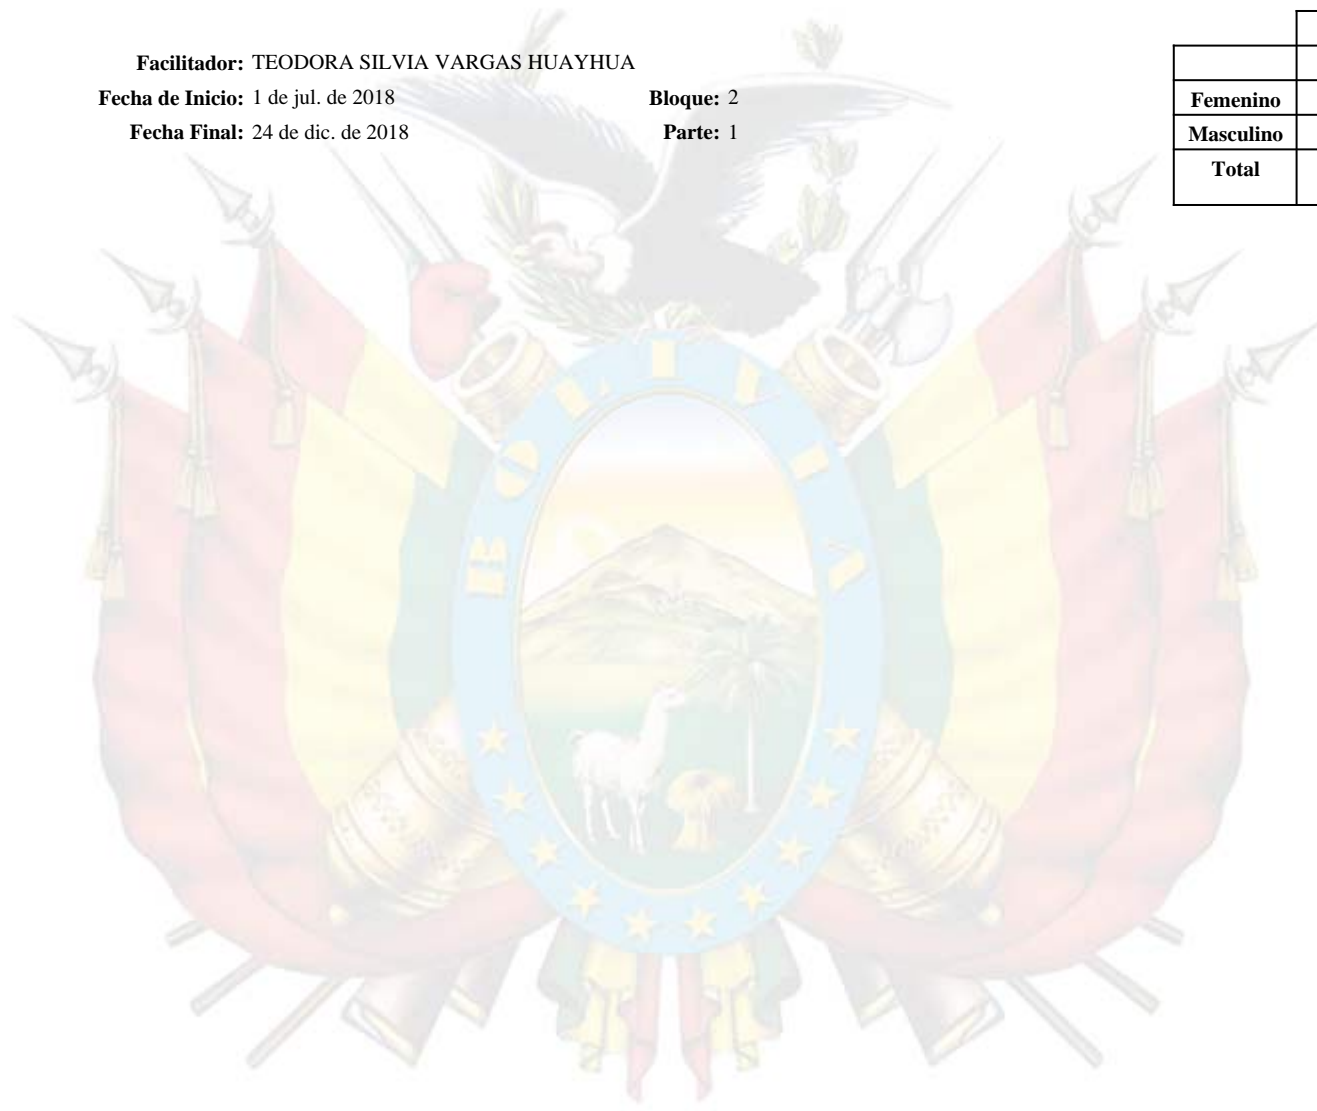 Facilitador: TEODORA SILVIA VARGAS HUAYHUA
Fecha de Inicio: 1 de jul. de 2018 Bloque: 2
Fecha Final: 24 de dic. de 2018 Parte: 1
Femenino
Masculino
Total
BOLIVIA